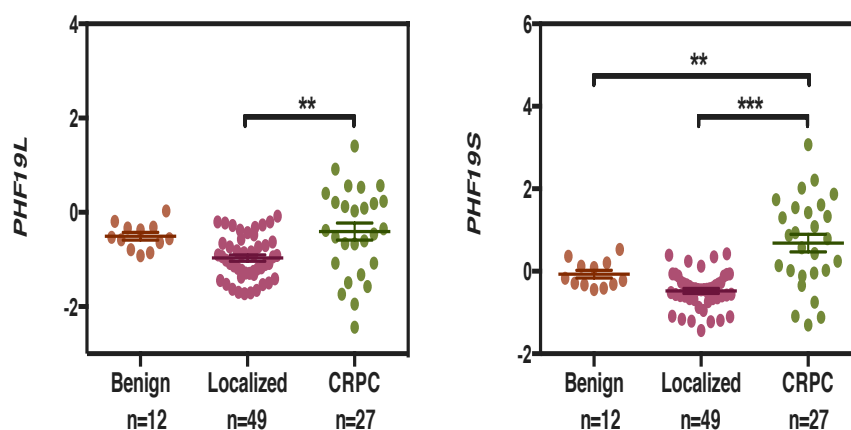 PHF19L
4
2
0
-2
**
Benign Localized CRPC
n=12 n=49 n=27
PHF19S
6
4
2
0
-2
**
***
Benign Localized CRPC
n=12 n=49 n=27